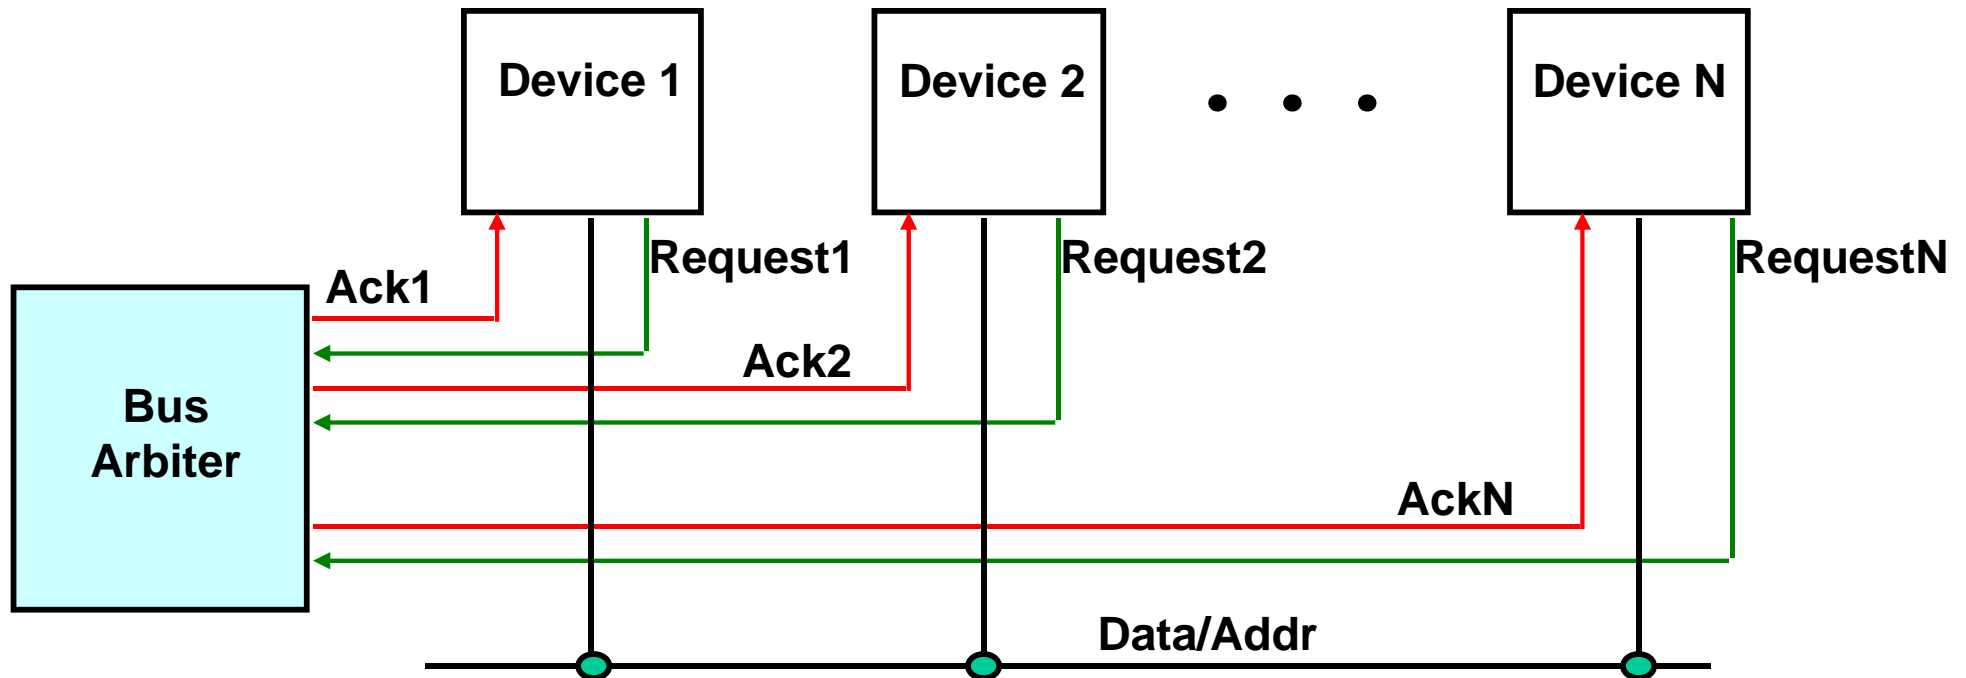 Device 1
Device 2
Device N
Request1
Request2
RequestN
Ack1
Ack2
Bus
Arbiter
AckN
Data/Addr